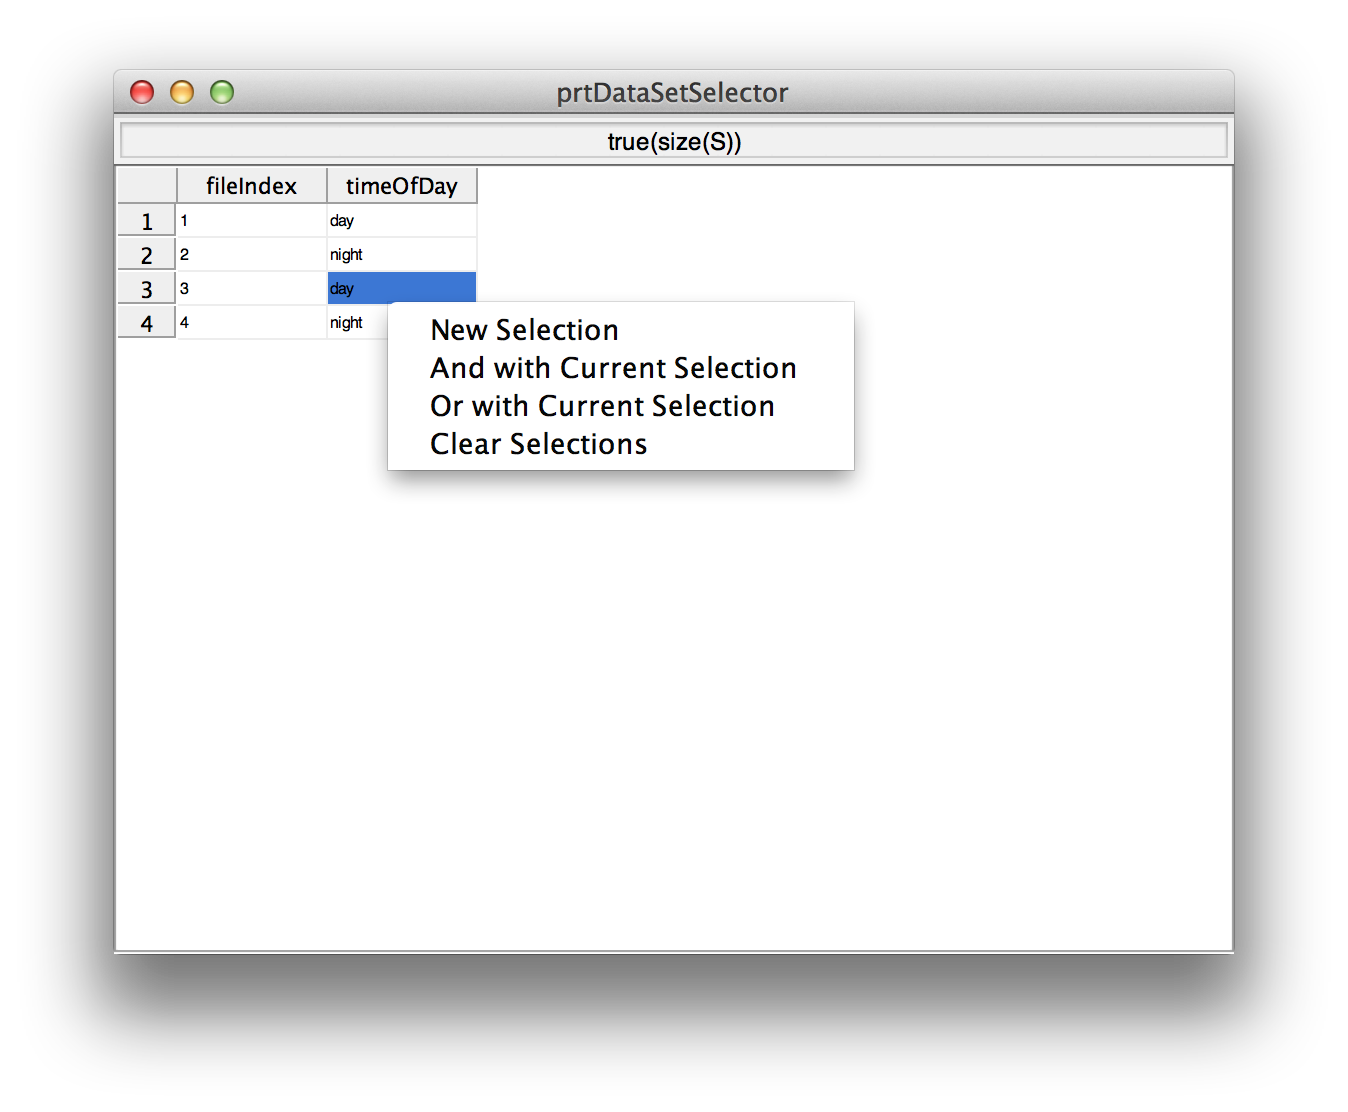 prtDataSetSelector
true(size(S))
fileIndex timeOfDay
1 1 day
2 2 night
3 3 day
4 4 night
New Selection
And with Current Selection
Or with Current Selection
Clear Selections